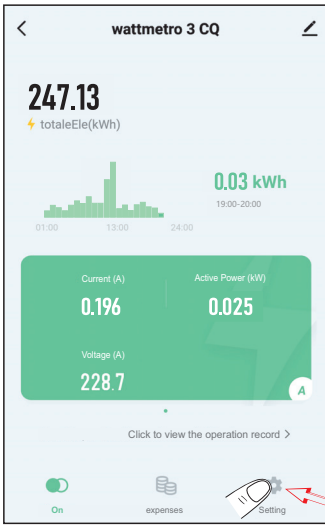 wattmetro 3 CQ
247.13
totaleEle(kWh)
0.03 kWh
19:00-20:00
01:00 13:00 24:00
Current (A) Active Power (kW)
0.196 0.025
Voltage (A)
228.7
A
Click to view the operation record >
On expenses Setting